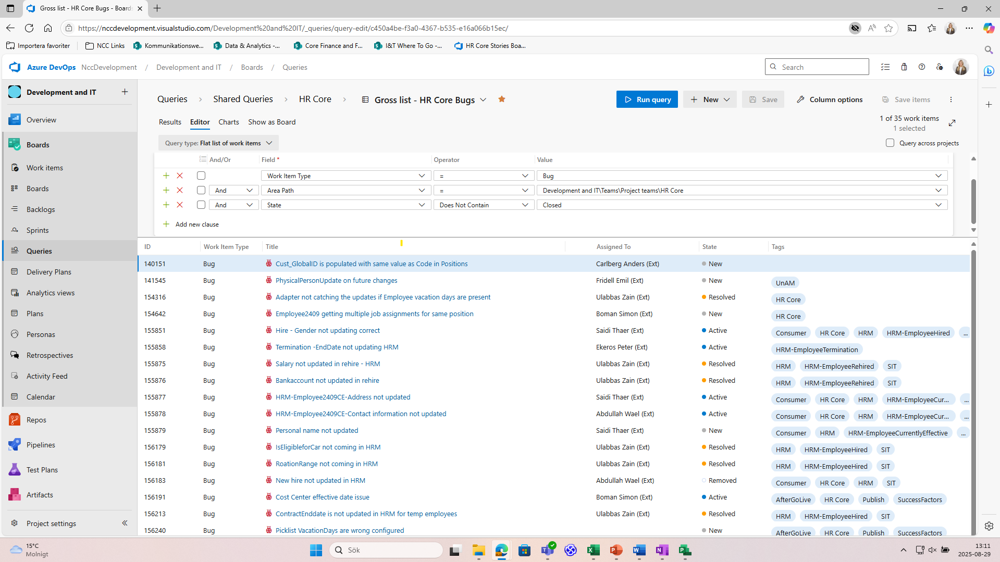 Gross list - HR Core Bugs - Boards
https://nccdevelopment.visualstudio.com/Development%20and%20IT/_queries/query-edit/c450a4be-f3a0-4367-b535-e16a066b15ec/
Importera favoriter
NCC Links
Kommunikationswe...
Data & Analytics -...
Core Finance and F...
I&T Where To Go -...
HR Core Stories Boa...
Azure DevOps NccDevelopment / Development and IT / Boards / Queries
Search
Development and IT
Overview
Boards
Work items
Boards
Backlogs
Sprints
Queries
Delivery Plans
Analytics views
Plans
Personas
Retrospectives
Activity Feed
Calendar
Repos
Pipelines
Test Plans
Artifacts
Project settings
Queries > Shared Queries > HR Core > Gross list - HR Core Bugs
Run query
New
Save
Column options
Save items
Results Editor Charts Show as Board
1 of 35 work items
1 selected
Query type: Flat list of work items
Query across projects
And/Or Field * Operator Value
Work Item Type = Bug
And Area Path = Development and IT\Teams\Project teams\HR Core
And State Does Not Contain Closed
Add new clause
ID Work Item Type Title Assigned To State Tags
140151 Bug Cust_GlobalID is populated with same value as Code in Positions Carlberg Anders (Ext) New
141545 Bug PhysicalPersonUpdate on future changes Fridell Emil (Ext) New UnAM
154316 Bug Adapter not catching the updates if Employee vacation days are present Ulabbas Zain (Ext) Resolved HR Core
154642 Bug Employee2409 getting multiple job assignments for same position Boman Simon (Ext) New HR Core
155851 Bug Hire - Gender not updating correct Saidi Thaer (Ext) Active Consumer HR Core HRM HRM-EmployeeHired ...
155858 Bug Termination -EndDate not updating HRM Ekeros Peter (Ext) Active HRM-EmployeeTermination
155875 Bug Salary not updated in rehire - HRM Ulabbas Zain (Ext) Resolved HRM HRM-EmployeeRehired SIT
155876 Bug Bankaccount not updated in rehire Ulabbas Zain (Ext) Resolved HRM HRM-EmployeeRehired SIT
155877 Bug HRM-Employee2409CE-Address not updated Saidi Thaer (Ext) Active Consumer HR Core HRM HRM-EmployeeCur... ...
155878 Bug HRM-Employee2409CE-Contact information not updated Abdullah Wael (Ext) Active Consumer HR Core HRM HRM-EmployeeCur... ...
155879 Bug Personal name not updated Saidi Thaer (Ext) New Consumer HRM HRM-EmployeeCurrentlyEffective ...
156179 Bug IsEligibleforCar not coming in HRM Ulabbas Zain (Ext) Resolved HRM HRM-EmployeeHired SIT
156181 Bug RoationRange not coming in HRM Ulabbas Zain (Ext) Resolved HRM HRM-EmployeeHired SIT
156183 Bug New hire not updated in HRM Abdullah Wael (Ext) Removed Consumer HR Core HRM SIT
156191 Bug Cost Center effective date issue Boman Simon (Ext) Active AfterGoLive HR Core Publish SuccessFactors
156213 Bug ContractEnddate is not updated in HRM for temp employees Ulabbas Zain (Ext) Resolved HRM HRM-EmployeeHired SIT
156240 Bug Picklist VacationDays are wrong configured New AfterGoLive HR Core Publish SuccessFactors
15°C
Molnigt
Sök
13:11
2025-08-29